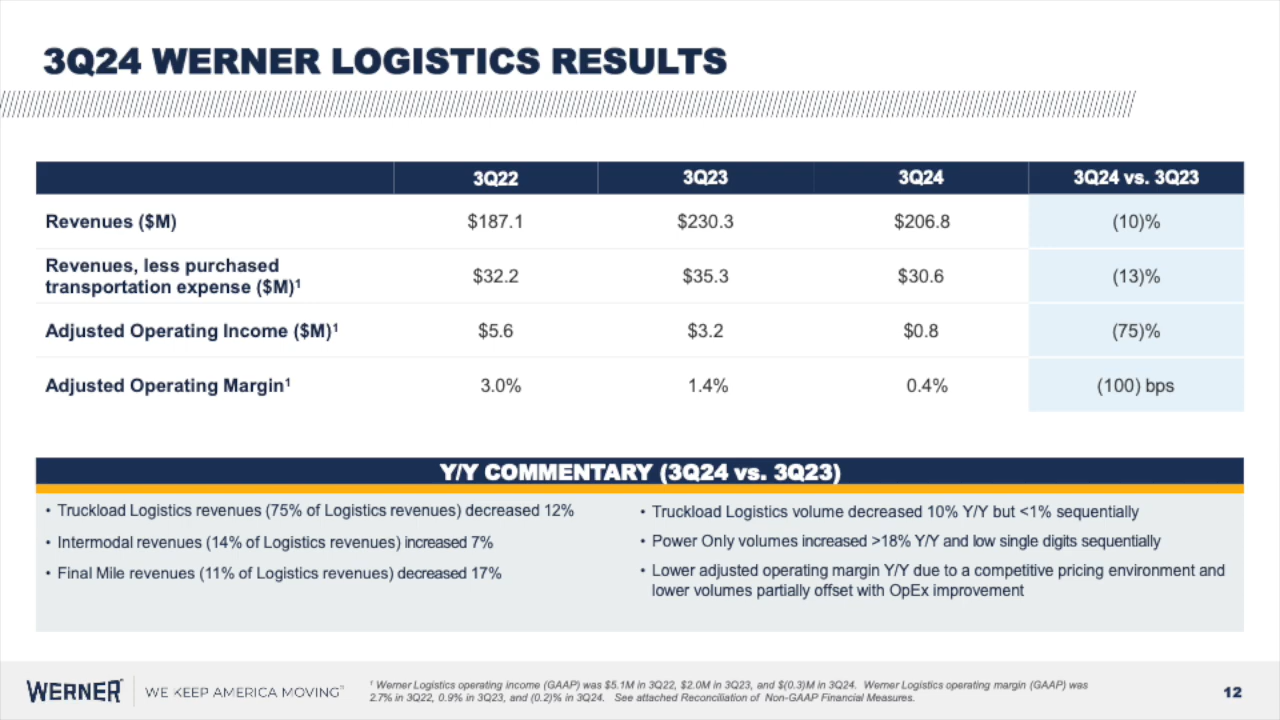 3Q24 WERNER LOGISTICS RESULTS
3Q22 3Q23 3Q24 3Q24 vs. 3Q23
Revenues ($M) $187.1 $230.3 $206.8 (10)%
Revenues, less purchased
transportation expense ($M)¹ $32.2 $35.3 $30.6 (13)%
Adjusted Operating Income ($M)¹ $5.6 $3.2 $0.8 (75)%
Adjusted Operating Margin¹ 3.0% 1.4% 0.4% (100) bps
Y/Y COMMENTARY (3Q24 vs. 3Q23)
• Truckload Logistics revenues (75% of Logistics revenues) decreased 12%
• Intermodal revenues (14% of Logistics revenues) increased 7%
• Final Mile revenues (11% of Logistics revenues) decreased 17%
• Truckload Logistics volume decreased 10% Y/Y but <1% sequentially
• Power Only volumes increased >18% Y/Y and low single digits sequentially
• Lower adjusted operating margin Y/Y due to a competitive pricing environment and
lower volumes partially offset with OpEx improvement
WERNER WE KEEP AMERICA MOVING
¹ Werner Logistics operating income (GAAP) was $5.1M in 3Q22, $2.0M in 3Q23, and $(0.3)M in 3Q24. Werner Logistics operating margin (GAAP) was
2.7% in 3Q22, 0.9% in 3Q23, and (0.2)% in 3Q24. See attached Reconciliation of Non-GAAP Financial Measures.
12